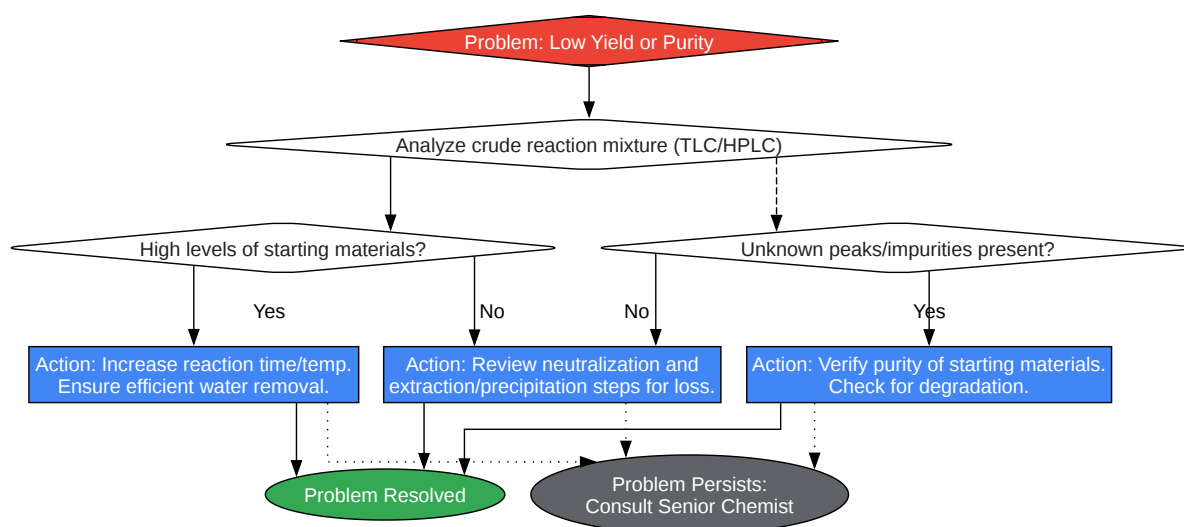 Problem: Low Yield or Purity
Analyze crude reaction mixture (TLC/HPLC)
High levels of starting materials?
Unknown peaks/impurities present?
Yes
No
No
Yes
Action: Increase reaction time/temp.
Ensure efficient water removal.
Action: Review neutralization and
extraction/precipitation steps for loss.
Action: Verify purity of starting materials.
Check for degradation.
Problem Resolved
Problem Persists:
Consult Senior Chemist